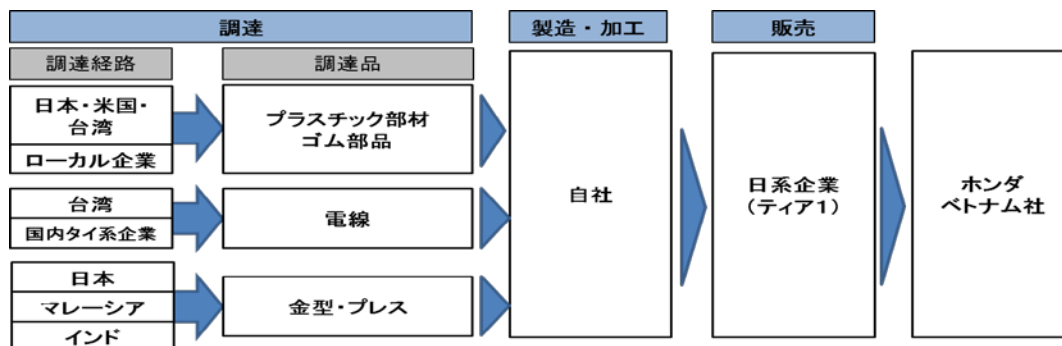 調達
製造・加工
販売
調達経路
調達品
日本・米国・
台湾
ローカル企業
プラスチック部材
ゴム部品
台湾
国内タイ系企業
電線
日本
マレーシア
インド
金型・プレス
自社
日系企業
(ティア1)
ホンダ
ベトナム社